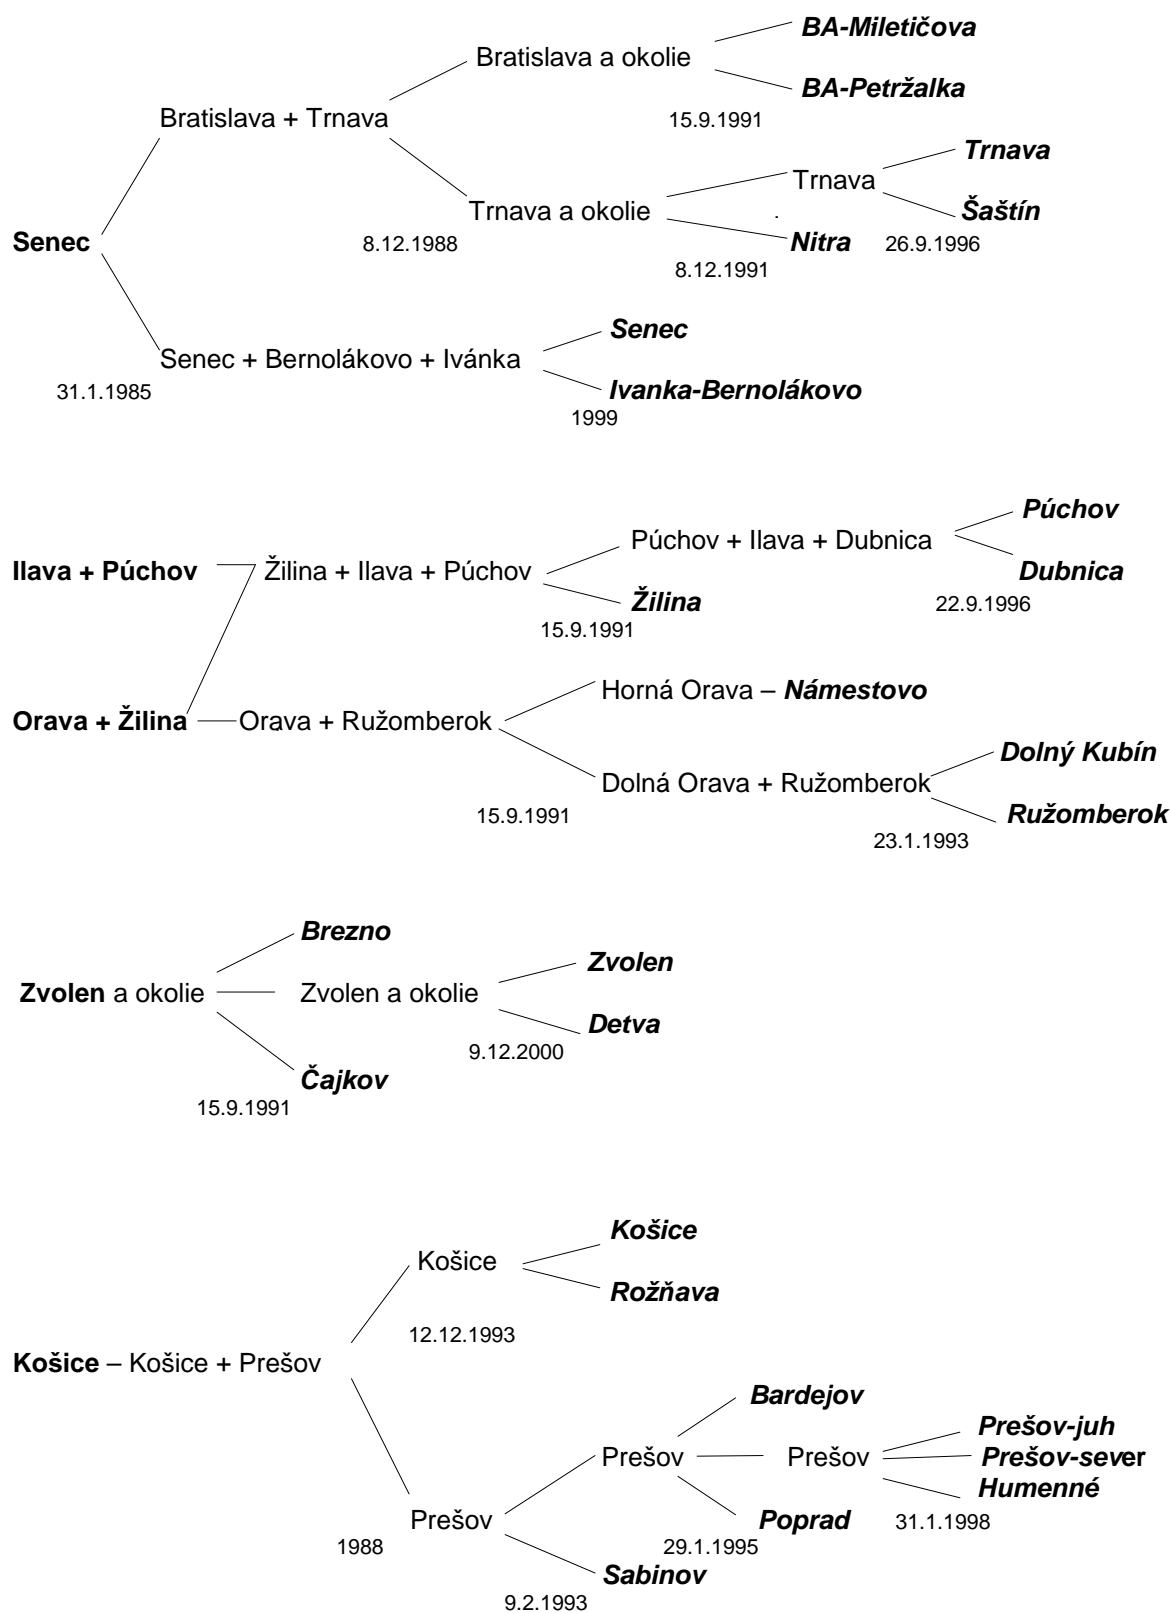 BA-Miletičova
Bratislava a okolie
BA-Petržalka
Bratislava + Trnava
15.9.1991
Trnava
Trnava
Trnava a okolie
Šaštín
Senec
8.12.1988
Nitra
26.9.1996
8.12.1991
Senec
Senec + Bernolákovo + Ivánka
31.1.1985
Ivanka-Bernolákovo
1999
Púchov
Púchov + Ilava + Dubnica
Ilava + Púchov
Žilina + Ilava + Púchov
Dubnica
Žilina
22.9.1996
15.9.1991
Horná Orava – Námestovo
Orava + Žilina
Orava + Ružomberok
Dolný Kubín
Dolná Orava + Ružomberok
15.9.1991
Ružomberok
23.1.1993
Brezno
Zvolen
Zvolen a okolie
Zvolen a okolie
Detva
9.12.2000
Čajkov
15.9.1991
Košice
Košice
Rožňava
12.12.1993
Košice – Košice + Prešov
Bardejov
Prešov-juh
Prešov
Prešov
Prešov-sever
Humenné
Prešov
Poprad
31.1.1998
1988
29.1.1995
Sabinov
9.2.1993